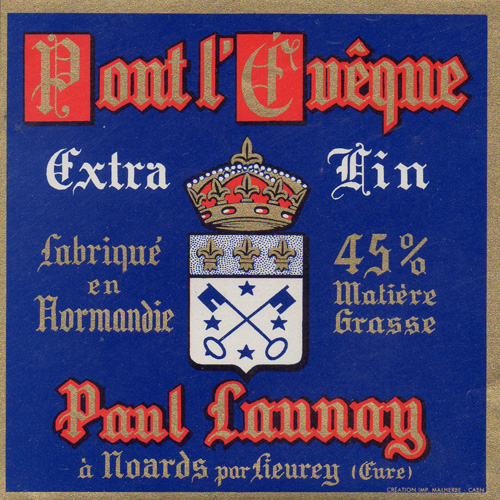 Pont l'Évêque
Extra Fin
Fabriqué
en
Normandie
45%
Matière
Grasse
Paul Launay
à Noards par Lieurey (Eure)
CRÉATION IMP. MALHERBE - CAEN